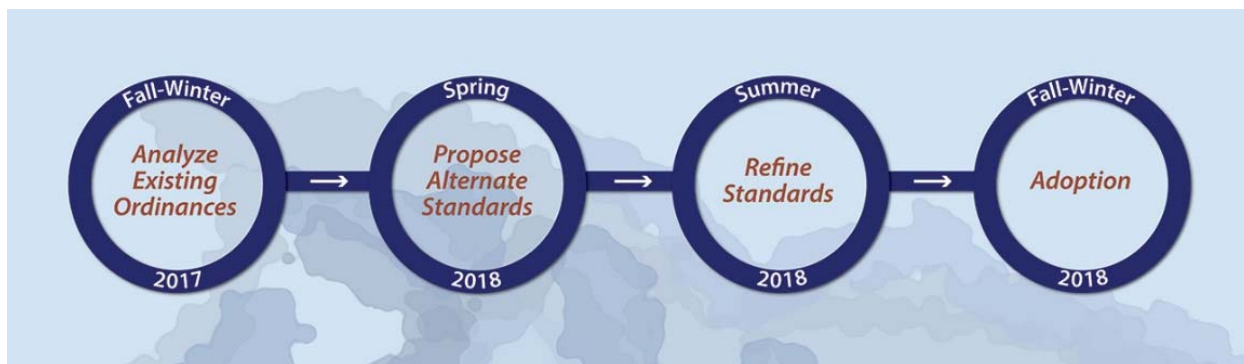 Fall-Winter
Analyze
Existing
Ordinances
2017
Spring
Propose
Alternate
Standards
2018
Summer
Refine
Standards
2018
Fall-Winter
Adoption
2018